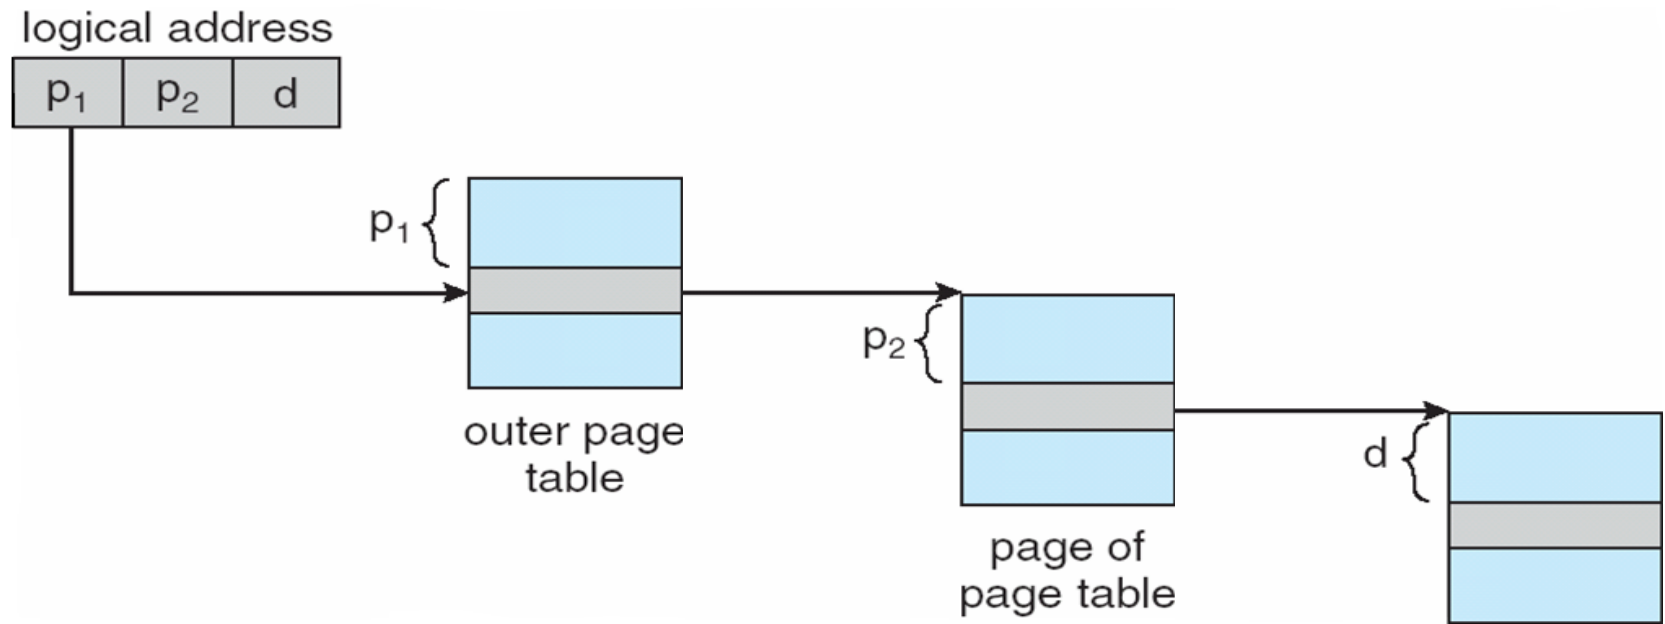 logical address
p₁ p₂ d
p₁
outer page
table
p₂
page of
page table
d